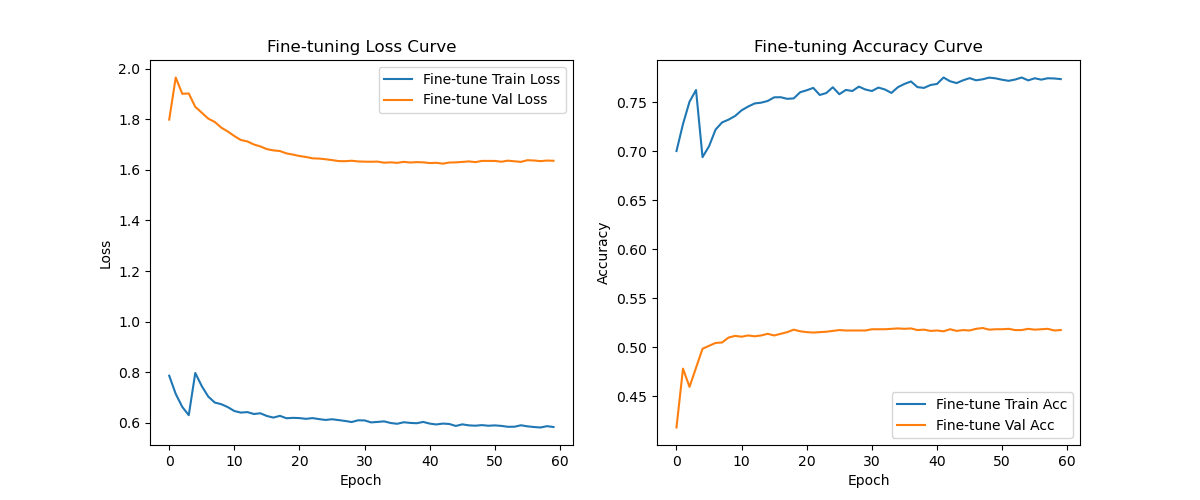 Fine-tuning Loss Curve
2.0
1.8
1.6
1.4
1.2
1.0
0.8
0.6
Loss
0
10
20
30
40
50
60
Epoch
Fine-tune Train Loss
Fine-tune Val Loss
Fine-tuning Accuracy Curve
0.75
0.70
0.65
0.60
0.55
0.50
0.45
Accuracy
0
10
20
30
40
50
60
Epoch
Fine-tune Train Acc
Fine-tune Val Acc